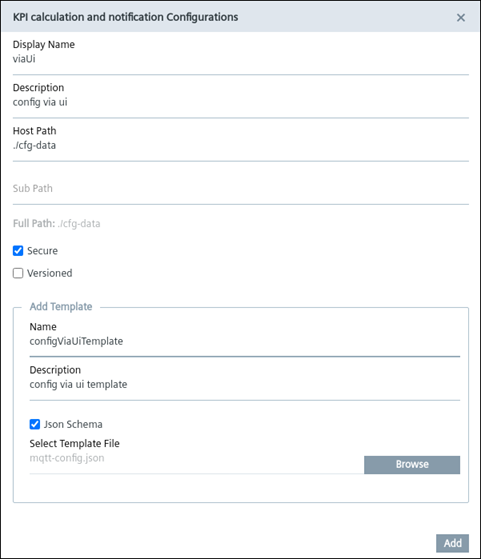 KPI calculation and notification Configurations
Display Name
viaUi
Description
config via ui
Host Path
./cfg-data
Sub Path
Full Path: ./cfg-data
Secure
Versioned
Add Template
Name
configViaUiTemplate
Description
config via ui template
Json Schema
Select Template File
mqtt-config.json
Browse
Add